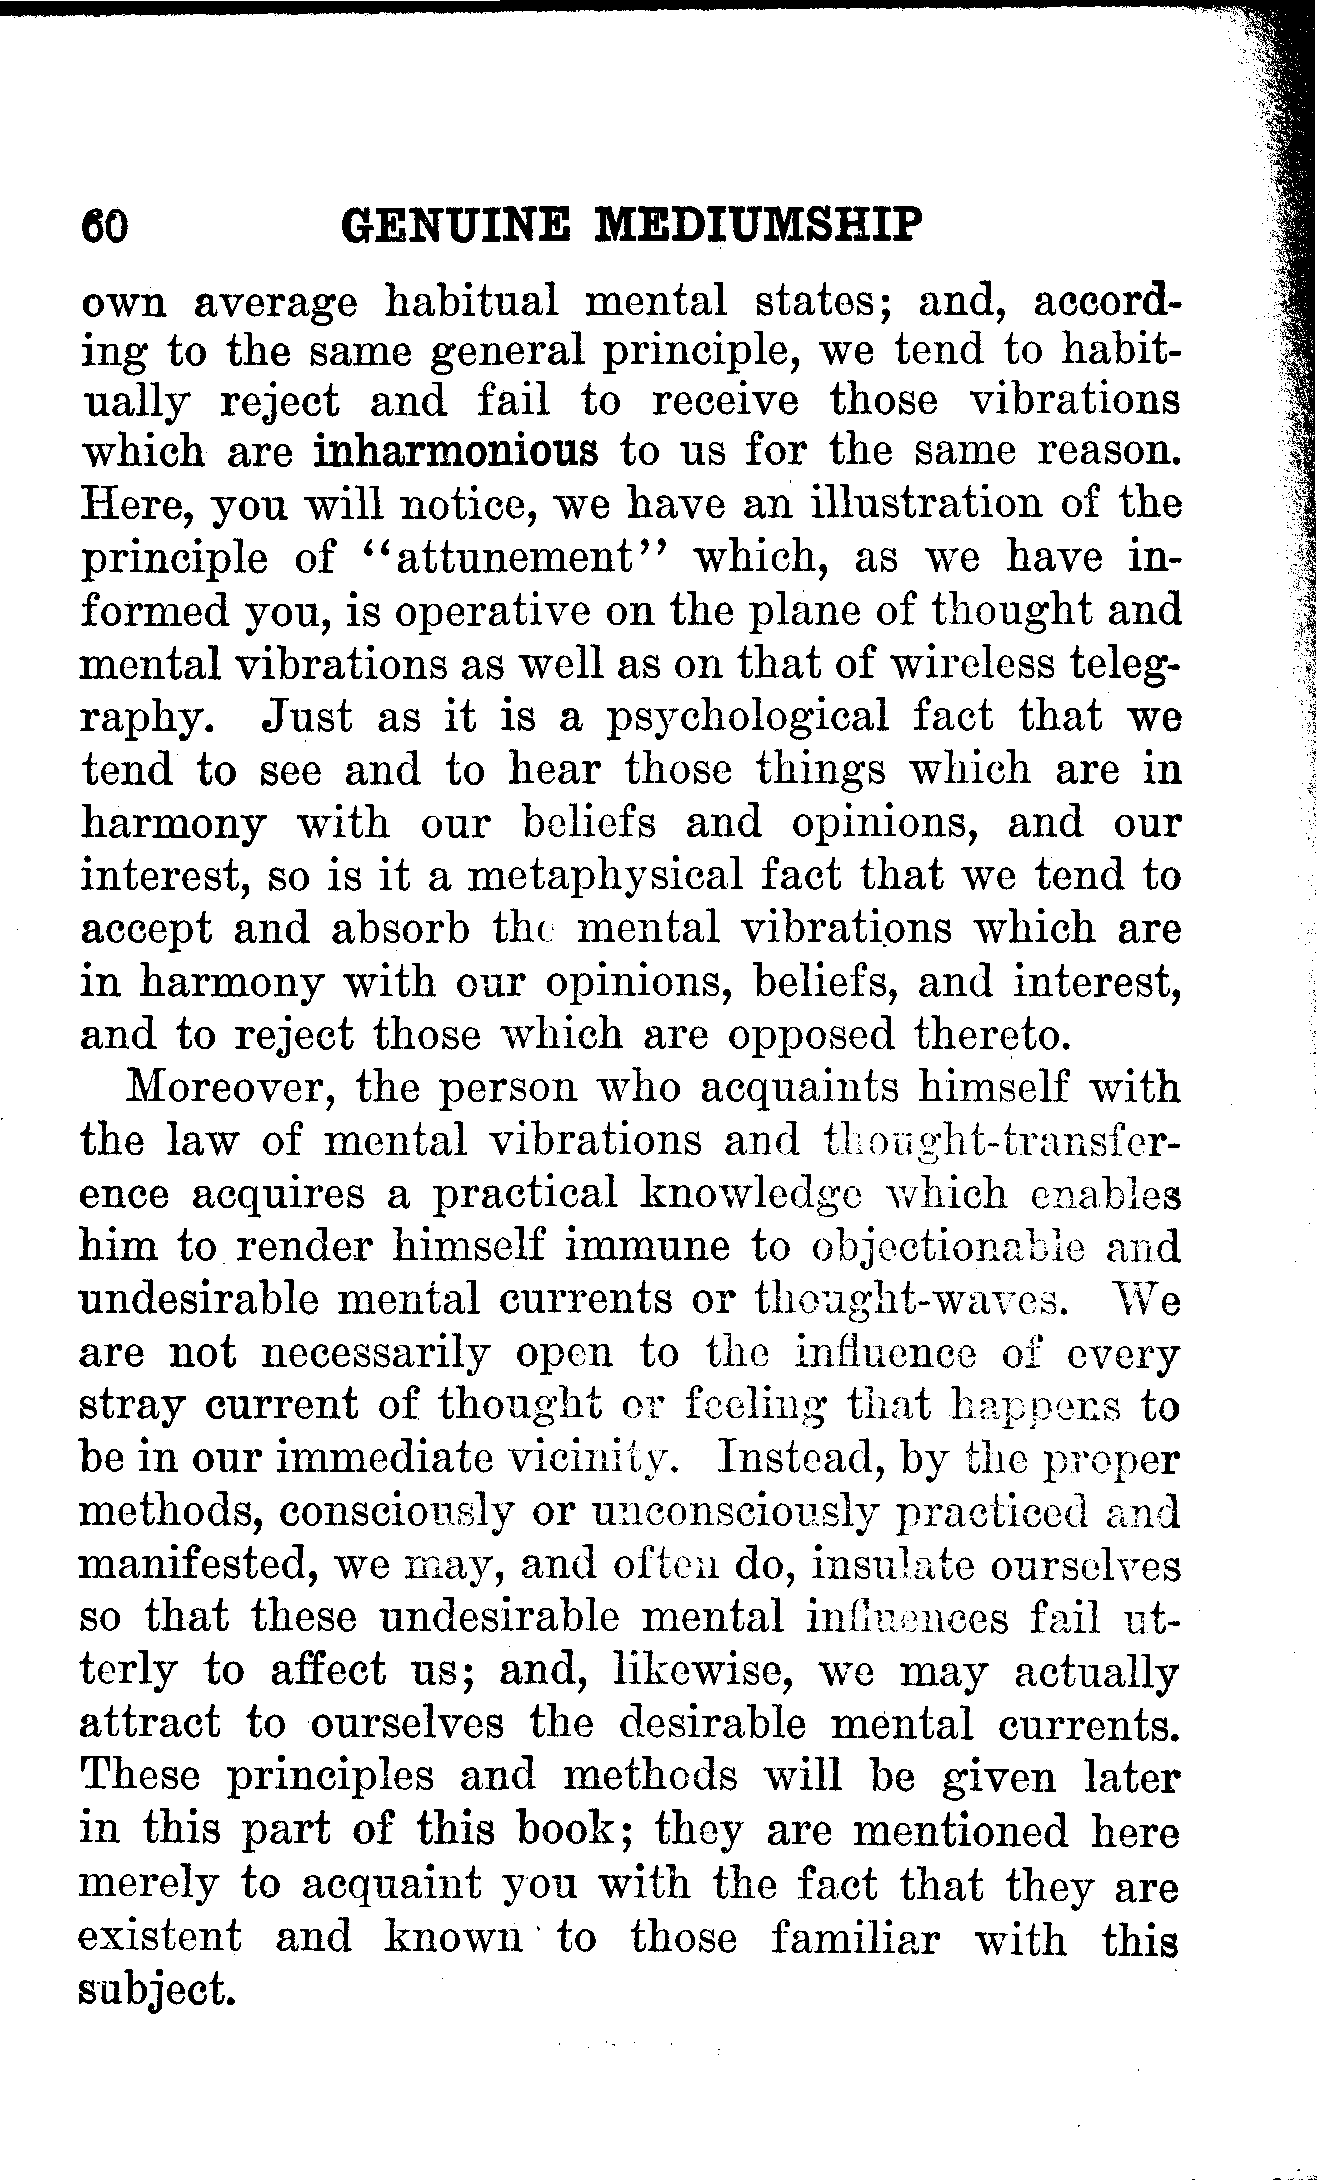 60 GENUINE MEDIUMSHIP
own average habitual mental states; and, accord-
ing to the same general principle, we tend to habit-
ually reject and fail to receive those vibrations
which are inharmonious to us for the same reason.
Here, you will notice, we have an illustration of the
principle of “attunement” which, as we have in-
formed you, is operative on the plane of thought and
mental vibrations as well as on that of wireless teleg-
raphy. Just as it is a psychological fact that we
tend to see and to hear those things which are in
harmony with our beliefs and opinions, and our
interest, so is it a metaphysical fact that we tend to
accept and absorb the mental vibrations which are
in harmony with our opinions, beliefs, and interest,
and to reject those which are opposed thereto.
Moreover, the person who acquaints himself with
the law of mental vibrations and thought-transfer-
ence acquires a practical knowledge which enables
him to render himself immune to objectionable and
undesirable mental currents or thought-waves. We
are not necessarily open to the influence of every
stray current of thought or feeling that happens to
be in our immediate vicinity. Instead, by the proper
methods, consciously or unconsciously practiced and
manifested, we may, and often do, insulate ourselves
so that these undesirable mental influences fail ut-
terly to affect us; and, likewise, we may actually
attract to ourselves the desirable mental currents.
These principles and methods will be given later
in this part of this book; they are mentioned here
merely to acquaint you with the fact that they are
existent and known to those familiar with this
subject.